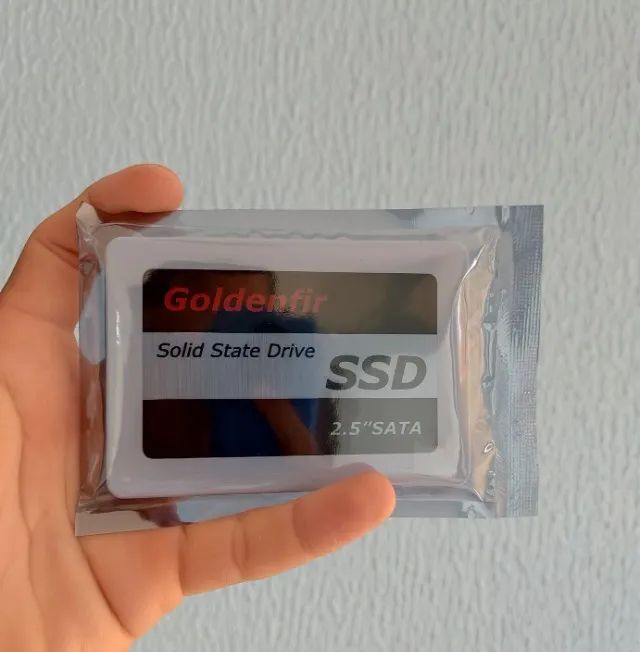 Goldenfir
Solid State Drive
SSD
2.5"SATA